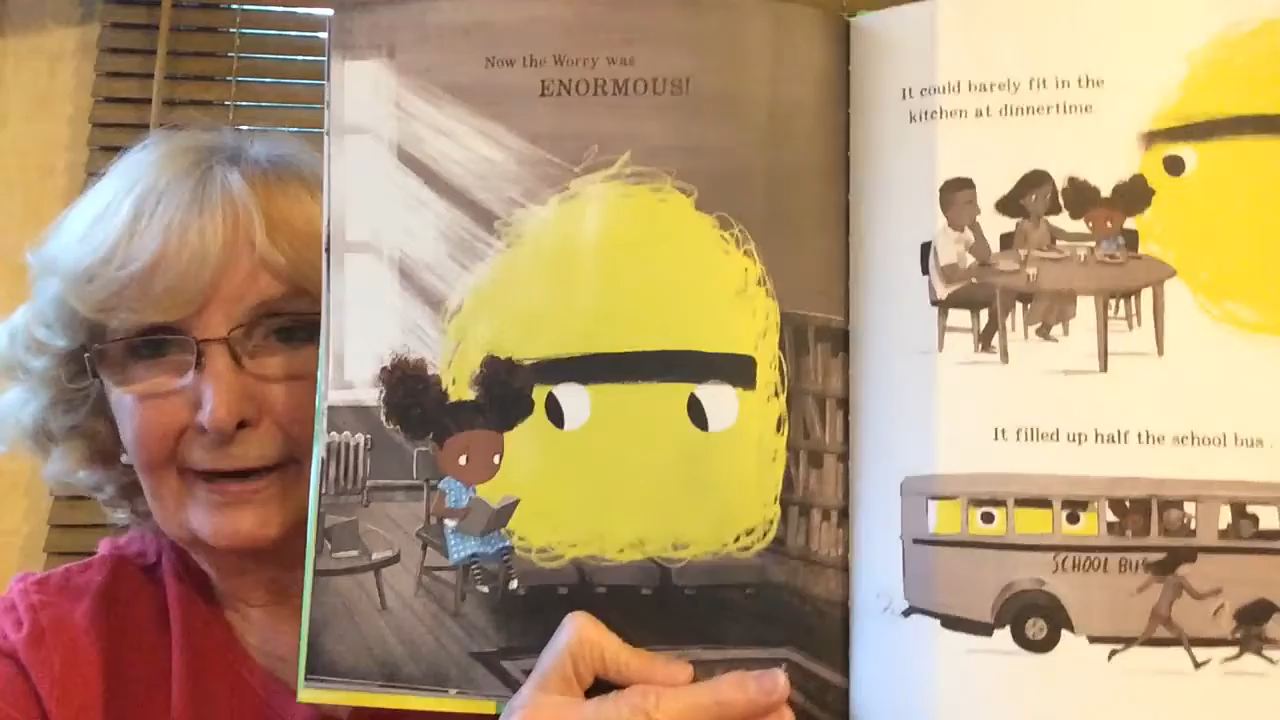 Now the Worry was
ENORMOUS!
It could barely fit in the
kitchen at dinnertime.
It filled up half the school bus
SCHOOL BUS